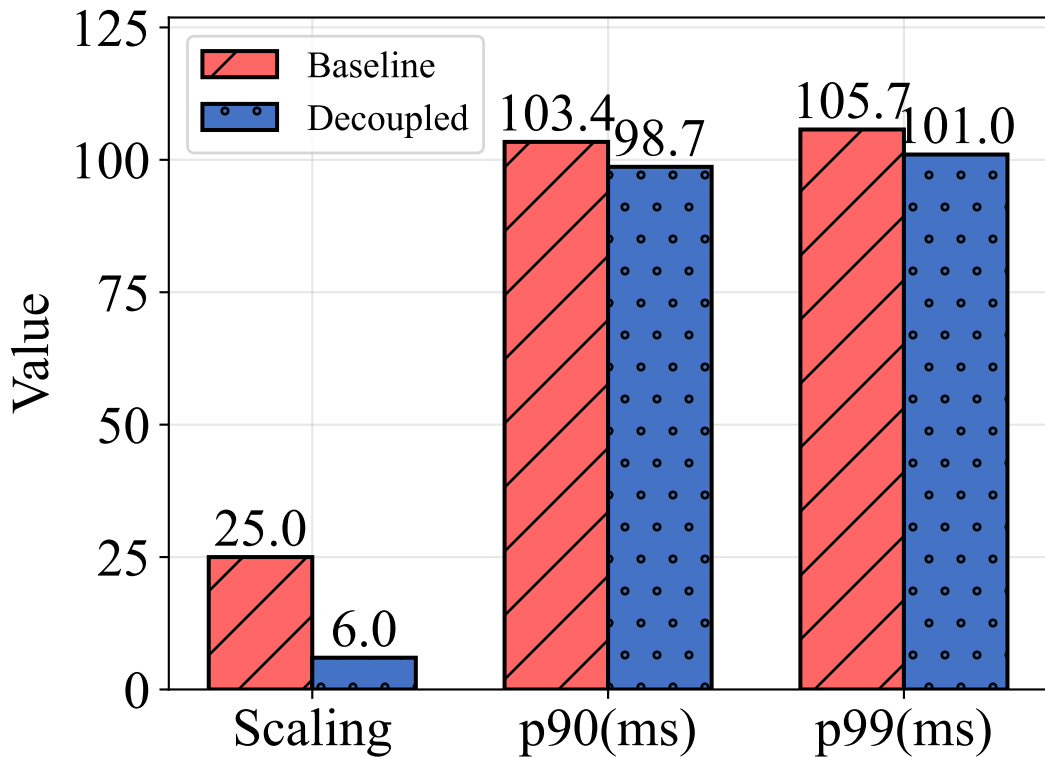 Value
125
100
75
50
25
0
Baseline
Decoupled
25.0
6.0
103.4
98.7
105.7
101.0
Scaling
p90(ms)
p99(ms)